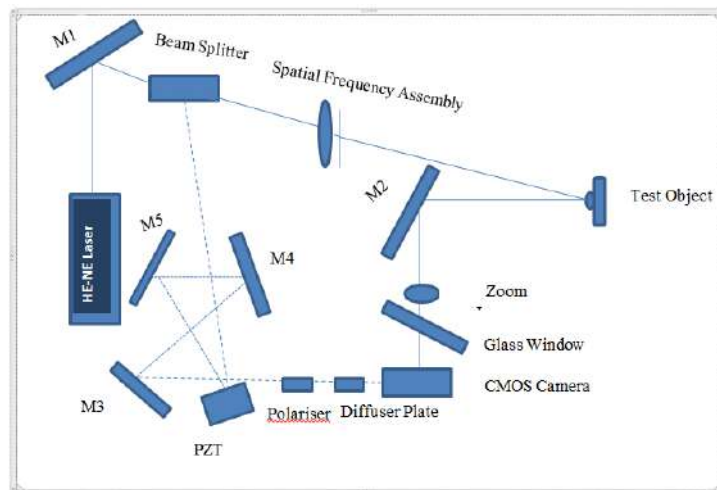 M1
Beam Splitter
Spatial Frequency Assembly
M2
Test Object
HE-NE Laser
M5
M4
Zoom
Glass Window
CMOS Camera
M3
Polariser
Diffuser Plate
PZT